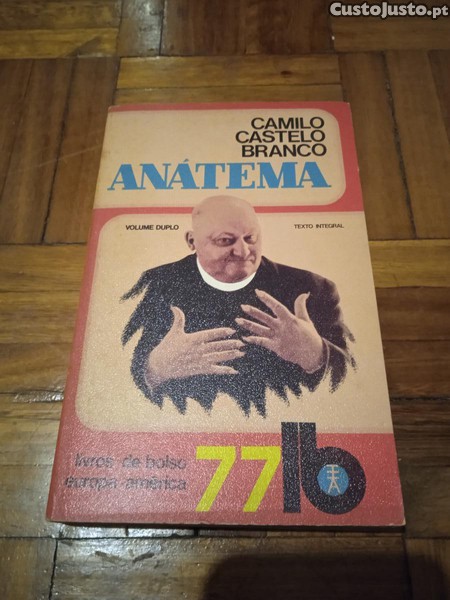 CustoJusto.pt
CAMILO
CASTELO
BRANCO
ANÁTEMA
VOLUME DUPLO
TEXTO INTEGRAL
livros de bolso
europa-américa
77 lb